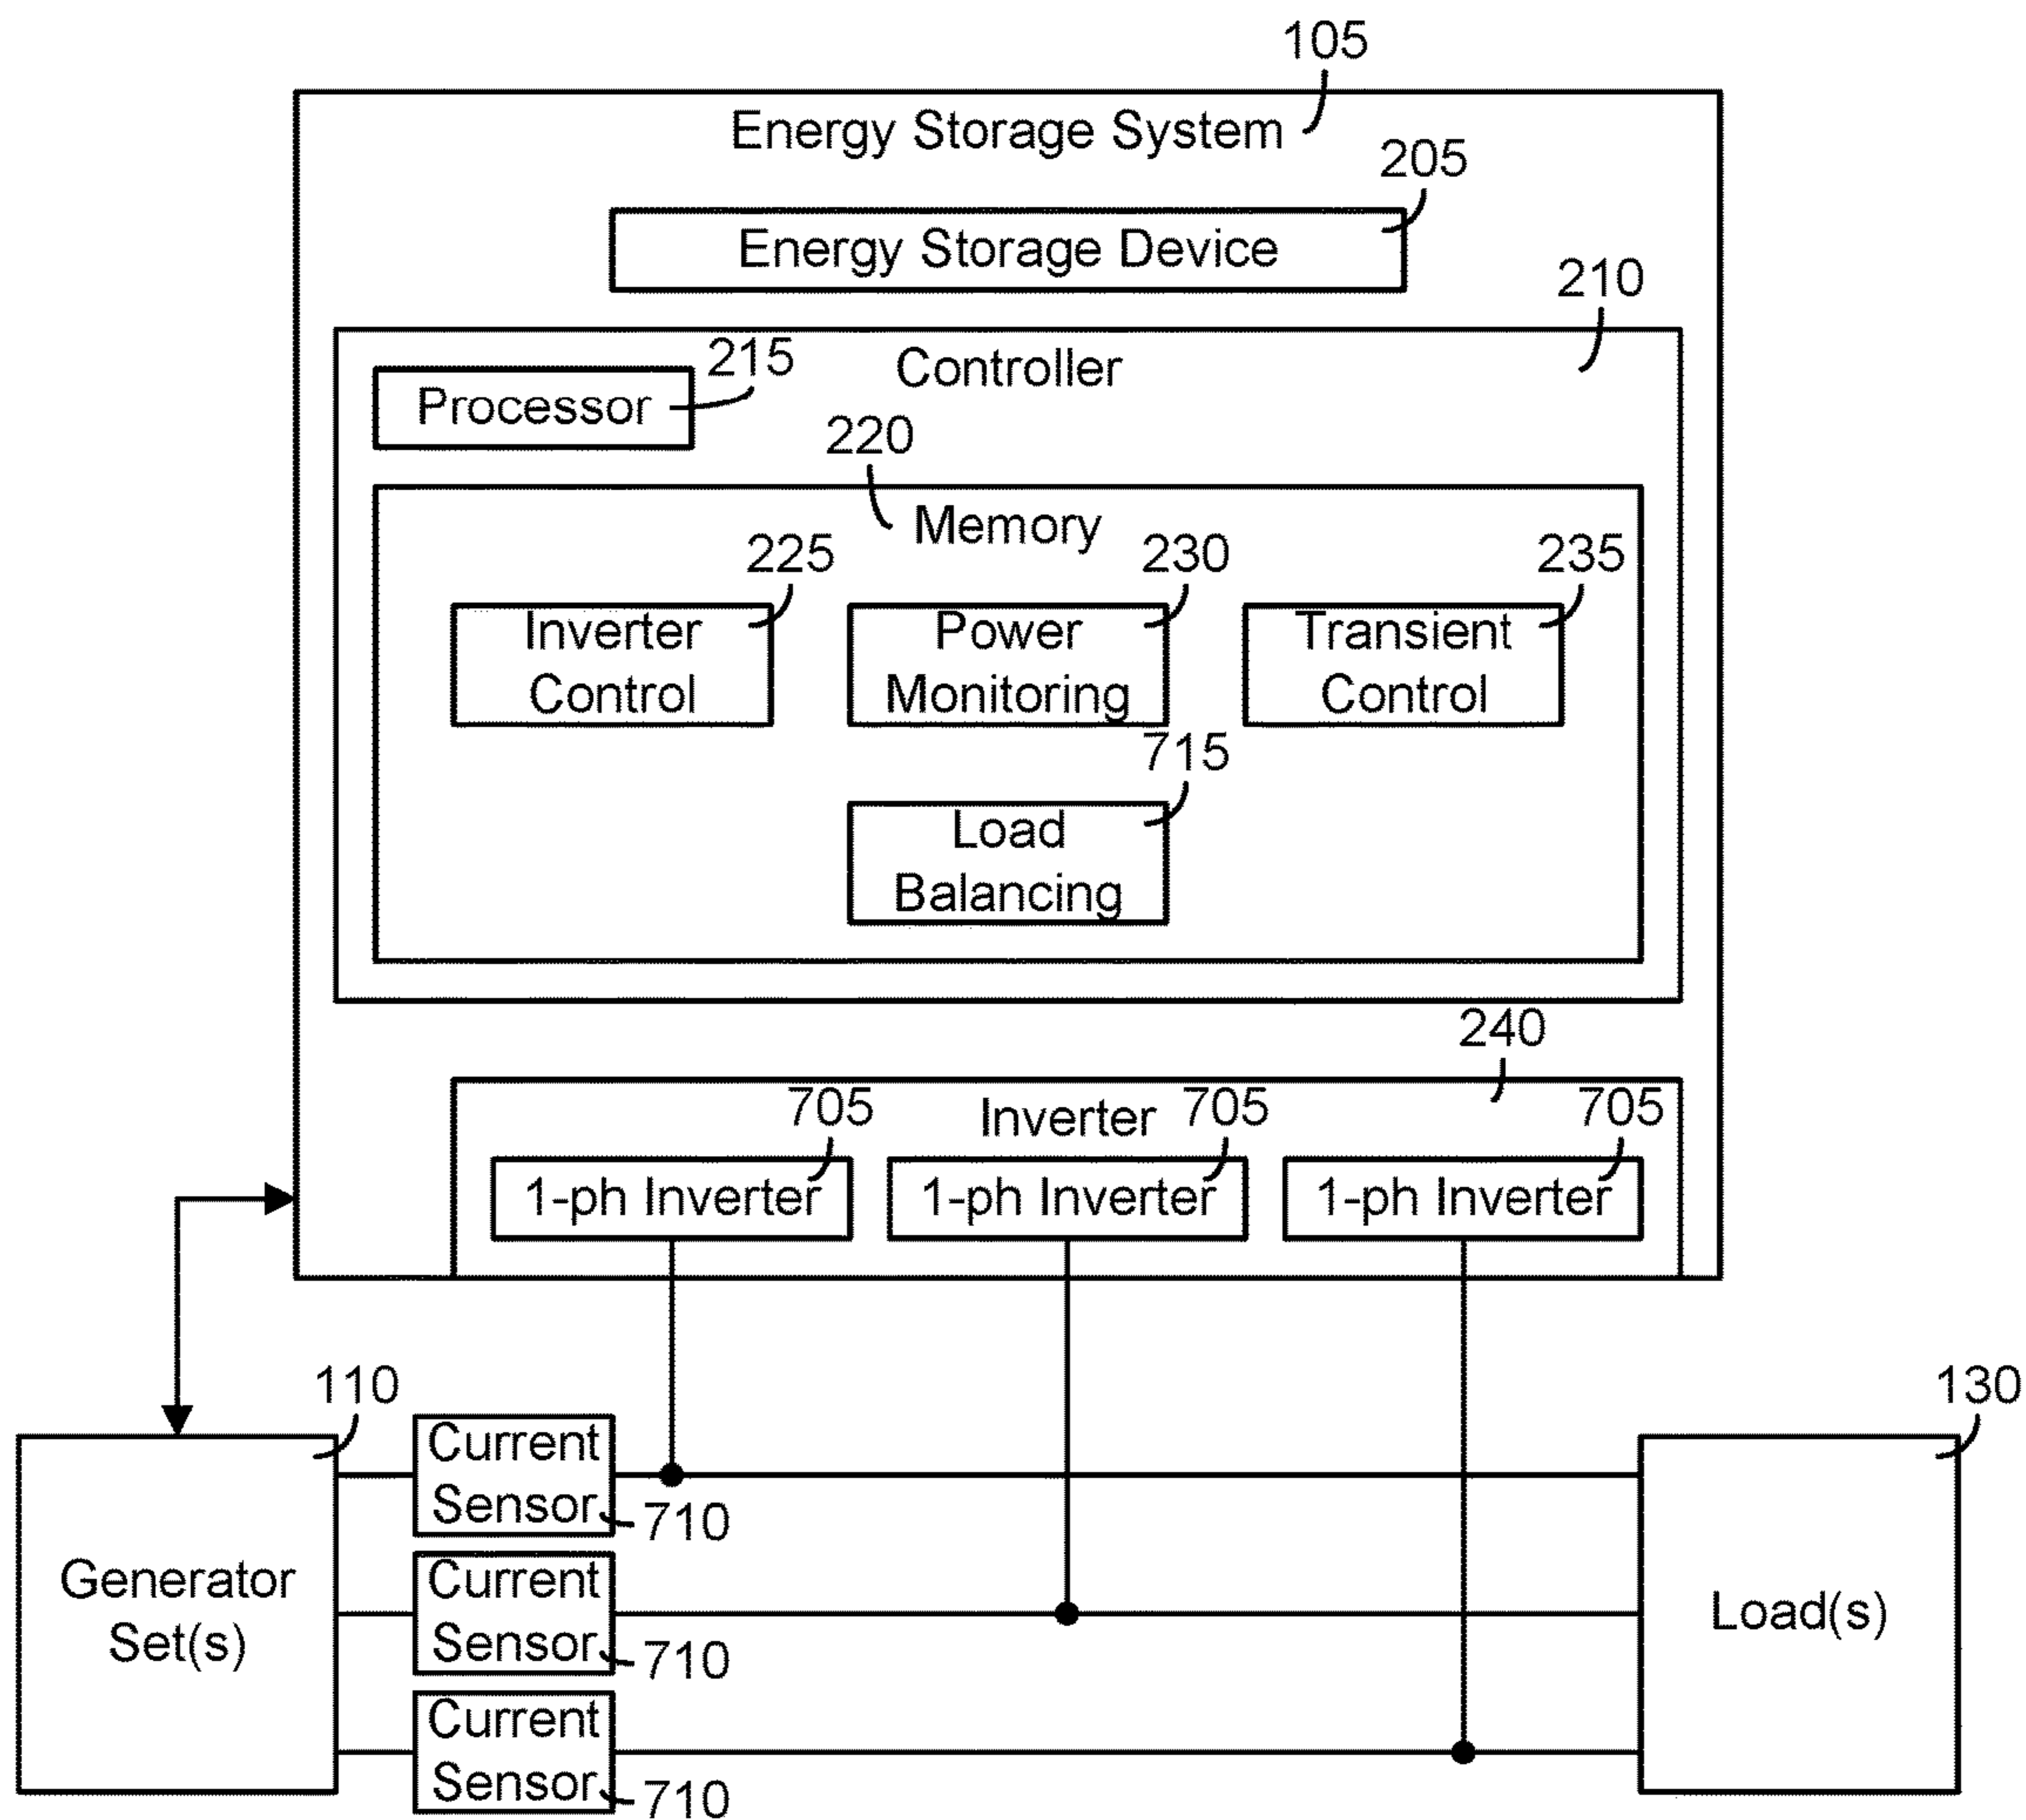 105
Energy Storage System
205
Energy Storage Device
210
215
Controller
Processor
220
Memory
225
230
235
Inverter
Control
Power
Monitoring
Transient
Control
715
Load
Balancing
240
705
Inverter
705
705
1-ph Inverter
1-ph Inverter
1-ph Inverter
110
130
Current
Sensor
710
Generator
Set(s)
Current
Sensor
710
Load(s)
Current
Sensor
710